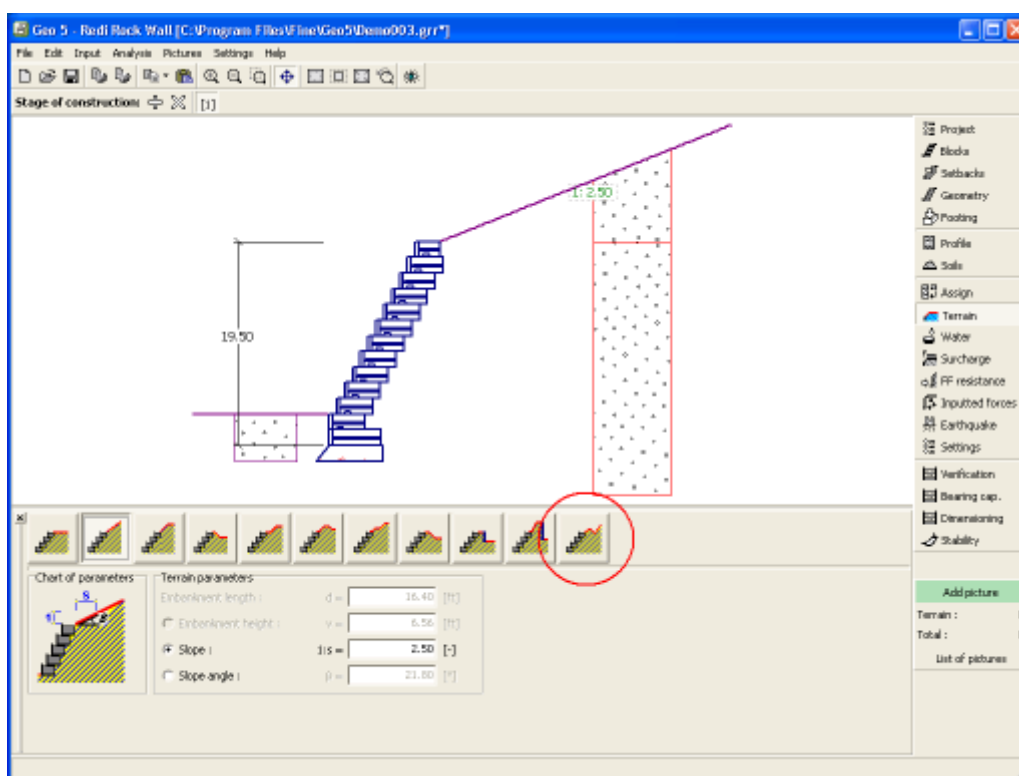 Geo 5 - Redi Rock Wall [C:\Program Files\Fine\Geo5\Demo003.grr*]
File Edit Input Analysis Pictures Settings Help
Stage of construction: [1]
1: 2.50
19.50
Project
Blocks
Setbacks
Geometry
Footing
Profile
Soils
Assign
Terrain
Water
Surcharge
FF resistance
Inputted forces
Earthquake
Settings
Verification
Bearing cap.
Dimensioning
Stability
Add picture
Terrain :
Total :
List of pictures
Chart of parameters
s
1
Terrain parameters
Embankment length : d = 16.40 [ft]
Embankment height : v = 6.56 [ft]
Slope : 1:s = 2.50 [-]
Slope angle : β = 21.80 [°]